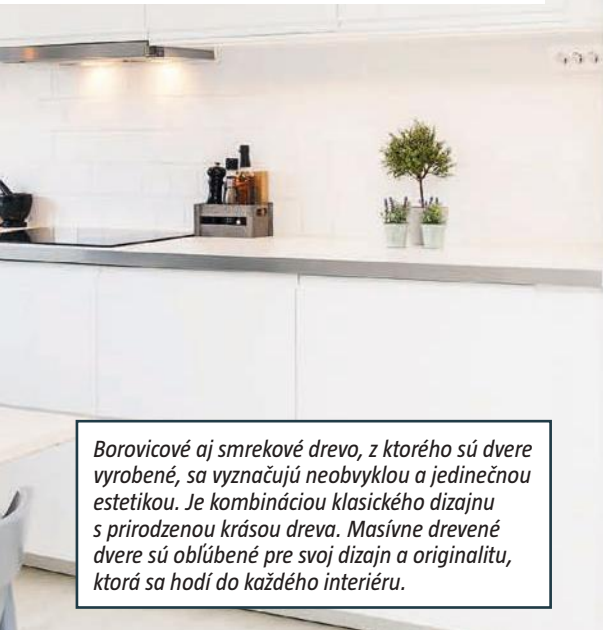 Borovicové aj smrekové drevo, z ktorého sú dvere
vyrobené, sa vyznačujú neobvyklou a jedinečnou
estetikou. Je kombináciou klasického dizajnu
s prirodzenou krásou dreva. Masívne drevené
dvere sú obľúbené pre svoj dizajn a originalitu,
ktorá sa hodí do každého interiéru.